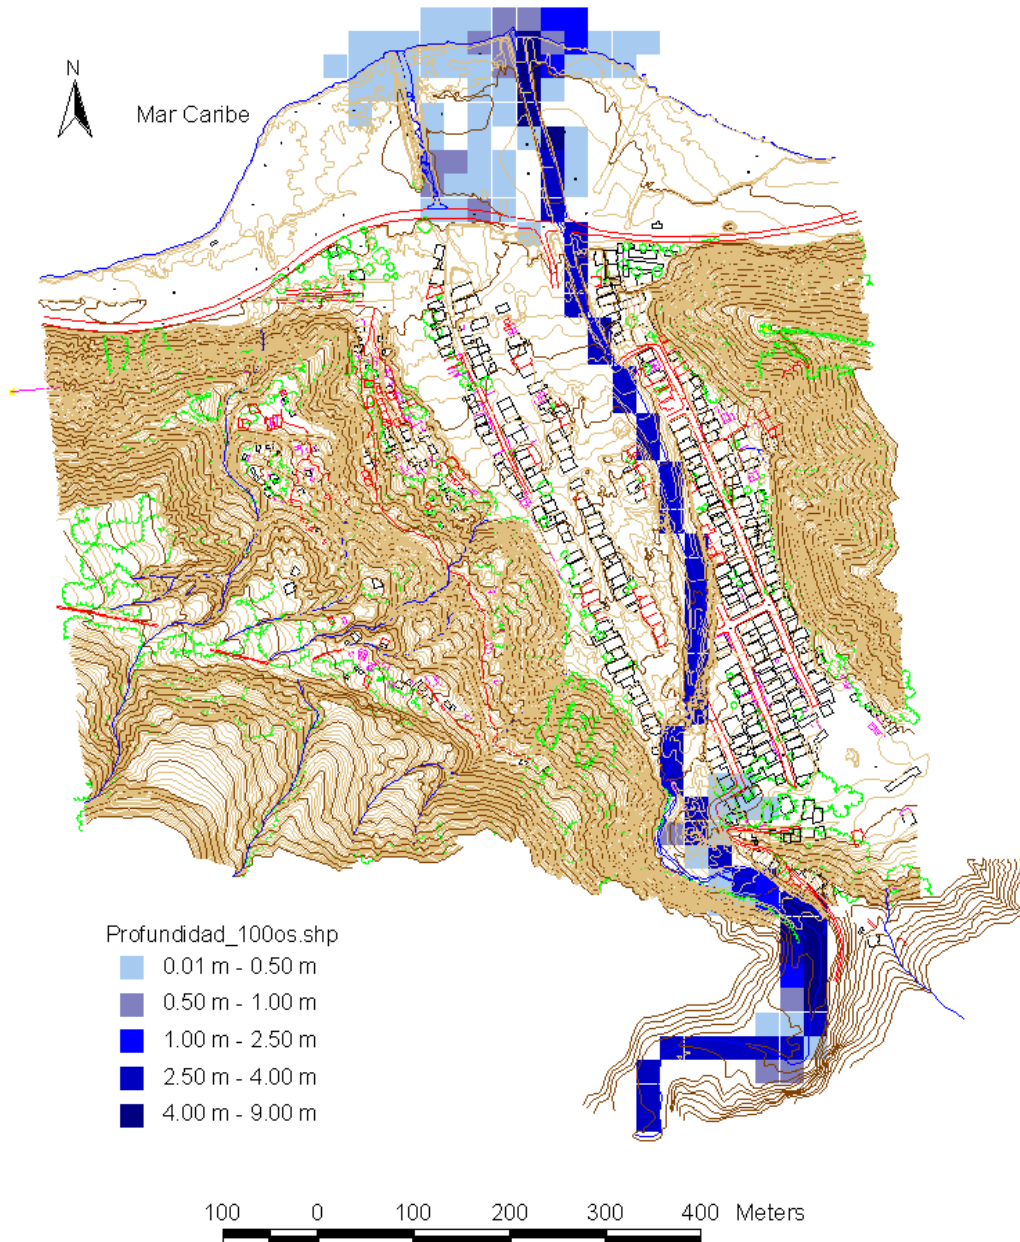 N
Mar Caribe
Profundidad_100os.shp
0.01 m - 0.50 m
0.50 m - 1.00 m
1.00 m - 2.50 m
2.50 m - 4.00 m
4.00 m - 9.00 m
100 0 100 200 300 400 Meters